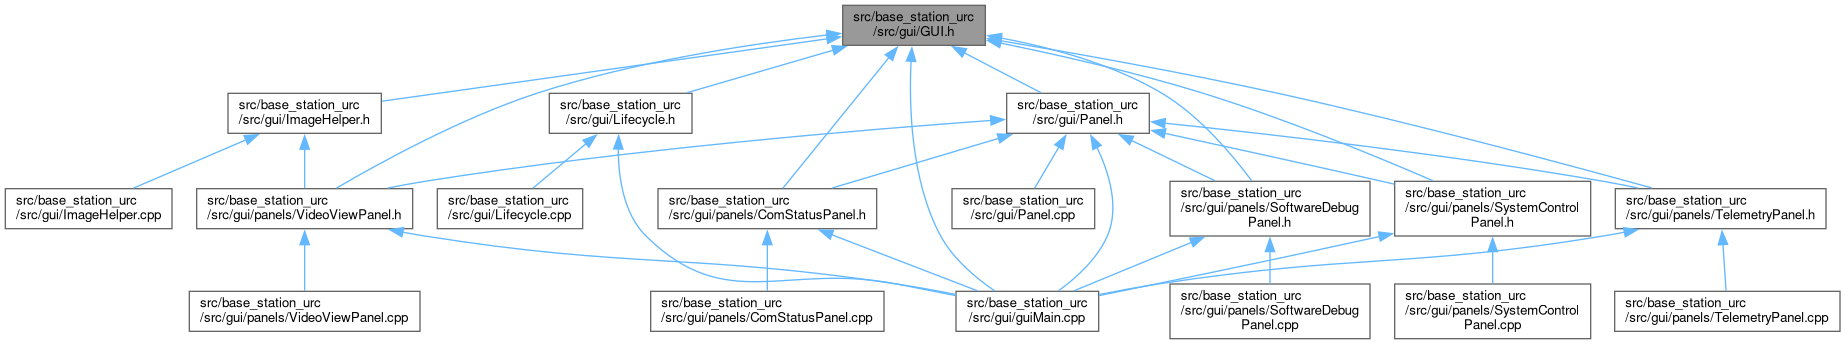 src/base_station_urc
/src/gui/GUI.h
src/base_station_urc
/src/gui/ImageHelper.h
src/base_station_urc
/src/gui/Lifecycle.h
src/base_station_urc
/src/gui/Panel.h
src/base_station_urc
/src/gui/ImageHelper.cpp
src/base_station_urc
/src/gui/panels/VideoViewPanel.h
src/base_station_urc
/src/gui/Lifecycle.cpp
src/base_station_urc
/src/gui/panels/ComStatusPanel.h
src/base_station_urc
/src/gui/Panel.cpp
src/base_station_urc
/src/gui/panels/SoftwareDebug
Panel.h
src/base_station_urc
/src/gui/panels/SystemControl
Panel.h
src/base_station_urc
/src/gui/panels/TelemetryPanel.h
src/base_station_urc
/src/gui/panels/VideoViewPanel.cpp
src/base_station_urc
/src/gui/panels/ComStatusPanel.cpp
src/base_station_urc
/src/gui/guiMain.cpp
src/base_station_urc
/src/gui/panels/SoftwareDebug
Panel.cpp
src/base_station_urc
/src/gui/panels/SystemControl
Panel.cpp
src/base_station_urc
/src/gui/panels/TelemetryPanel.cpp